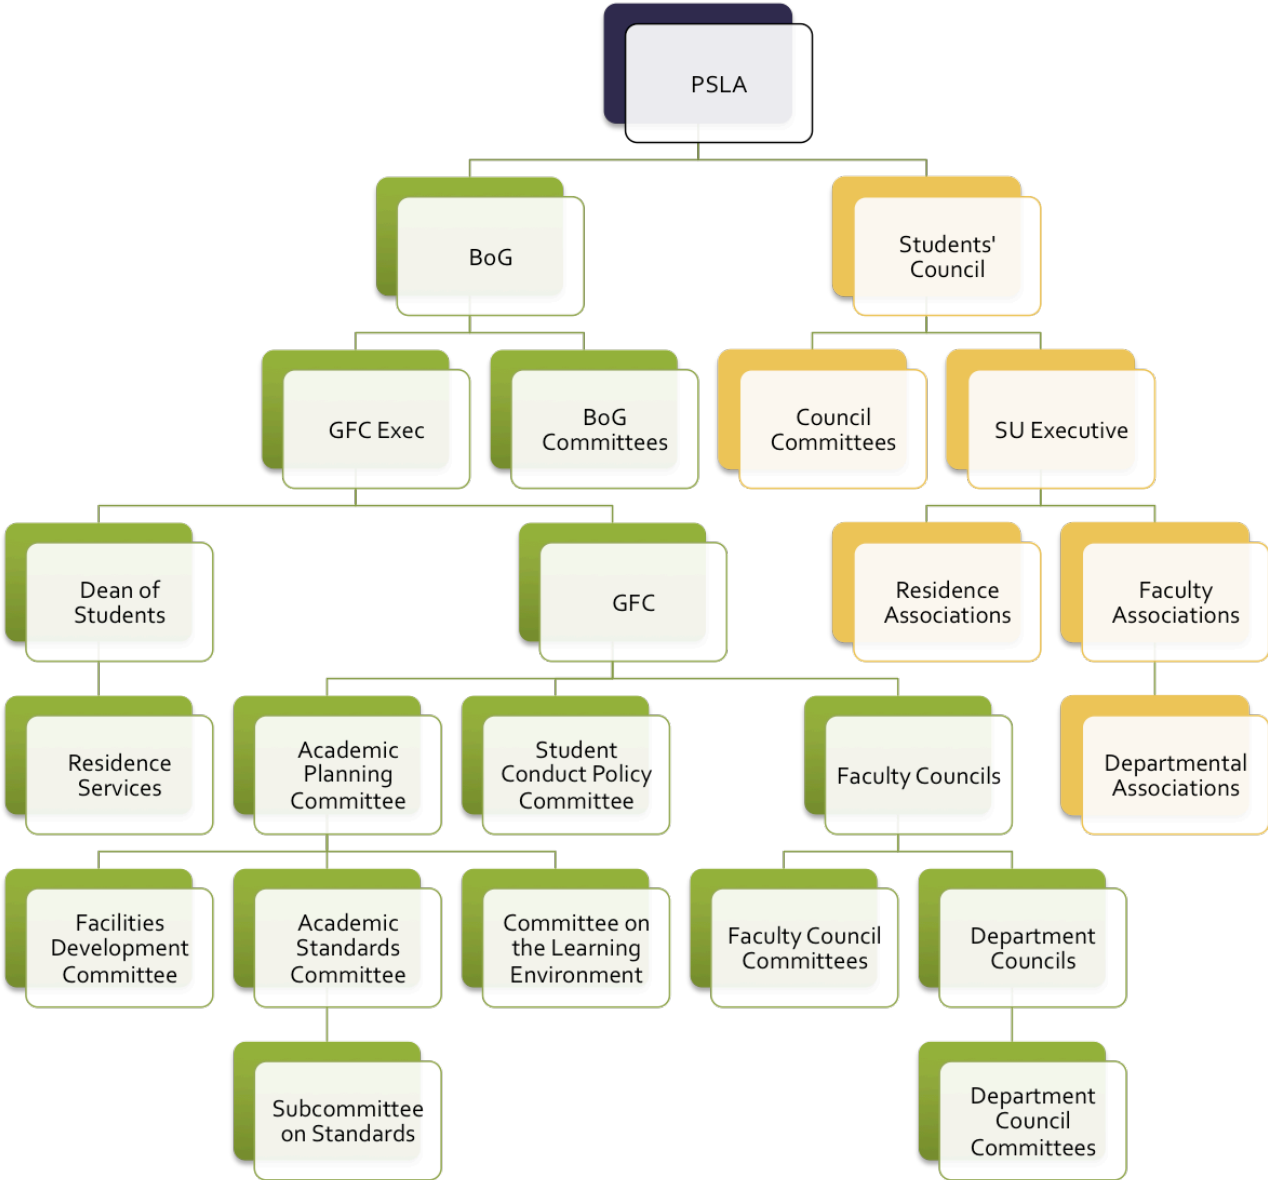 PSLA
BoG
Students'
Council
GFC Exec
BoG
Committees
Council
Committees
SU Executive
Dean of
Students
GFC
Residence
Associations
Faculty
Associations
Residence
Services
Academic
Planning
Committee
Student
Conduct Policy
Committee
Faculty Councils
Departmental
Associations
Facilities
Development
Committee
Academic
Standards
Committee
Committee on
the Learning
Environment
Faculty Council
Committees
Department
Councils
Subcommittee
on Standards
Department
Council
Committees